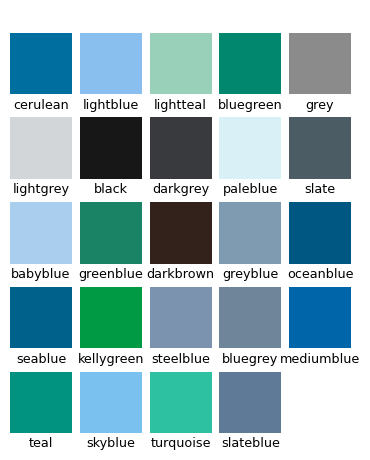 cerulean lightblue lightteal bluegreen grey
lightgrey black darkgrey paleblue slate
babyblue greenblue darkbrown greyblue oceanblue
seablue kellygreen steelblue bluegrey mediumblue
teal skyblue turquoise slateblue